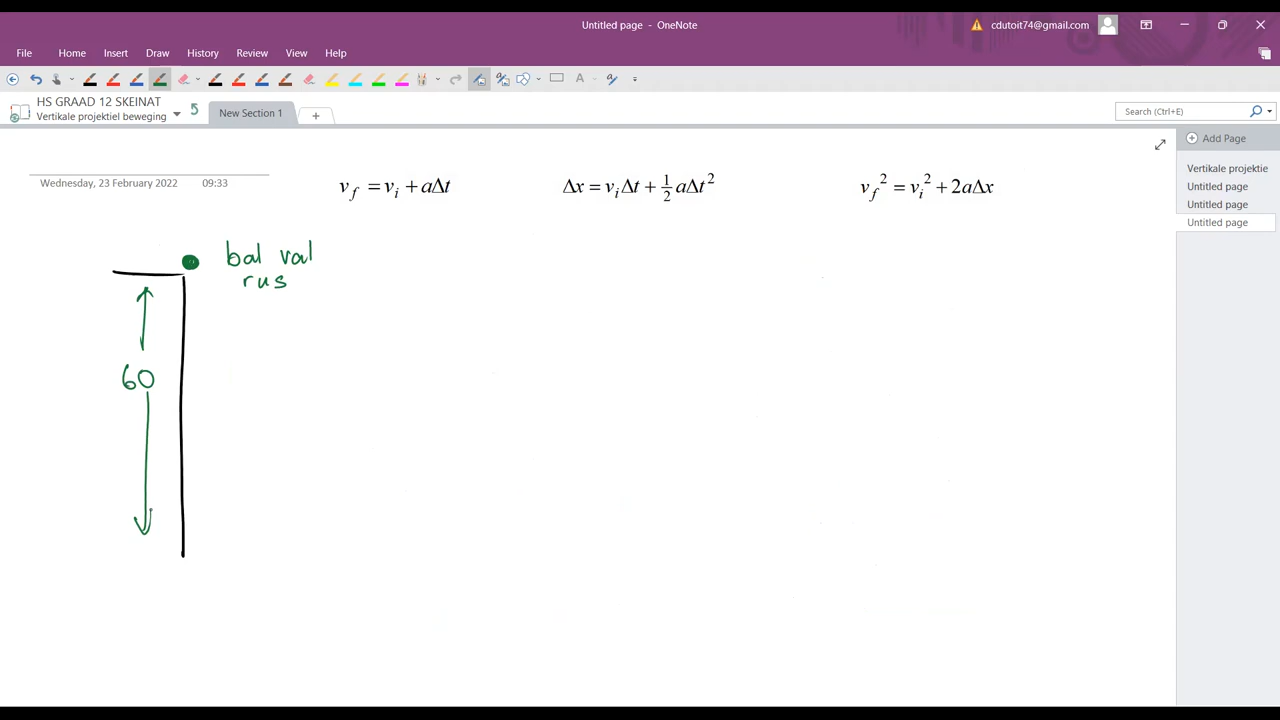 Untitled page - OneNote
cdutoit74@gmail.com
File Home Insert Draw History Review View Help
HS GRAAD 12 SKEINAT
Vertikale projektiel beweging
New Section 1
+
Search (Ctrl+E)
Add Page
Vertikale projektie
Untitled page
Untitled page
Untitled page
Wednesday, 23 February 2022 09:33
v_f = v_i + aΔt
Δx = v_iΔt + 1/2 aΔt²
v_f² = v_i² + 2aΔx
bal val
rus
60